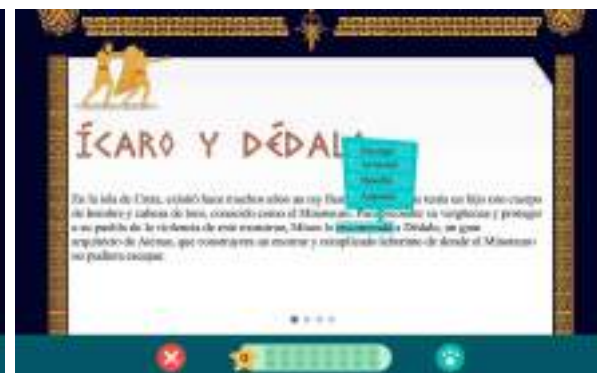 ÍCARO Y DÉDALO
En la isla de Creta, existió hace muchos años un rey tenía un hijo con cuerpo
de hombre y cabeza de toro, conocido como el Minotauro. Para esconder su vergüenza y proteger
a su pueblo de la violencia de este monstruo, Minos le encomendó a Dédalo, un gran
arquitecto de Atenas, que construyera un enorme y complicado laberinto de donde el Minotauro
no pudiera escapar.